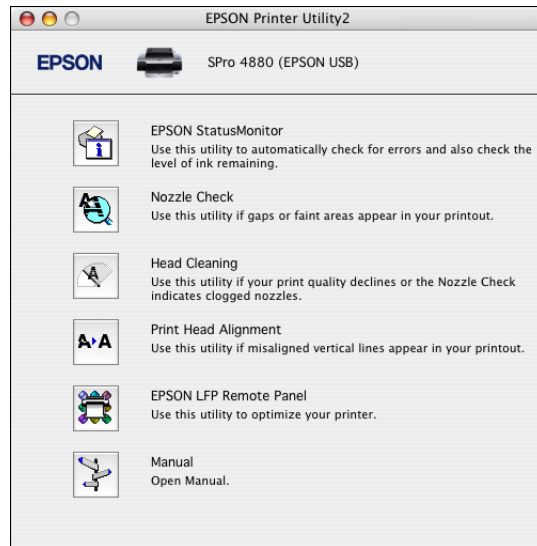 EPSON Printer Utility2
EPSON
SPro 4880 (EPSON USB)
EPSON StatusMonitor
Use this utility to automatically check for errors and also check the
level of ink remaining.
Nozzle Check
Use this utility if gaps or faint areas appear in your printout.
Head Cleaning
Use this utility if your print quality declines or the Nozzle Check
indicates clogged nozzles.
Print Head Alignment
Use this utility if misaligned vertical lines appear in your printout.
EPSON LFP Remote Panel
Use this utility to optimize your printer.
Manual
Open Manual.